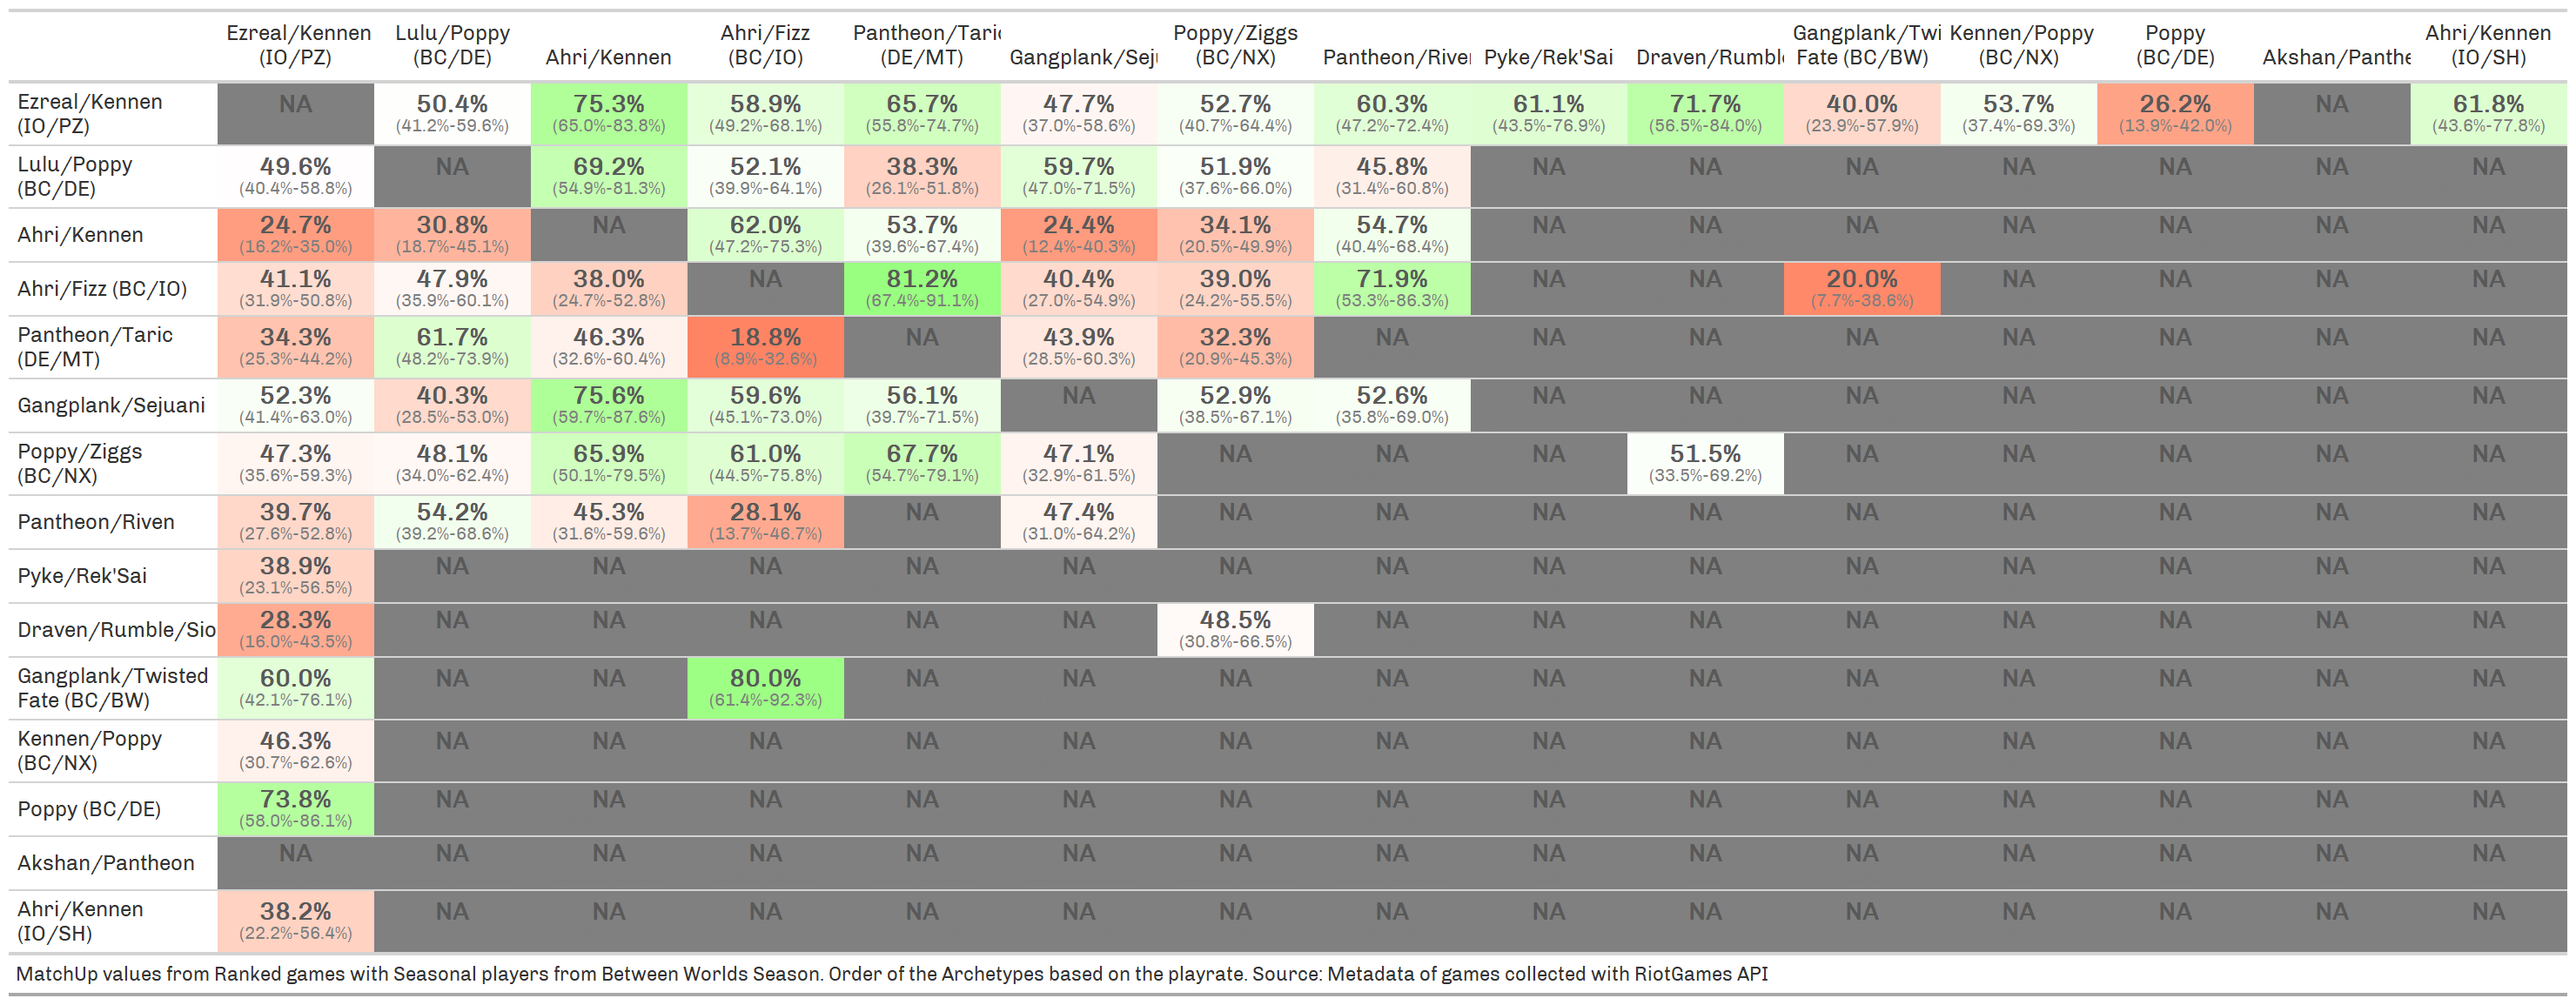 Ezreal/Kennen (IO/PZ) Lulu/Poppy (BC/DE) Ahri/Kennen Ahri/Fizz (BC/IO) Pantheon/Taric (DE/MT) Gangplank/Seju Poppy/Ziggs (BC/NX) Pantheon/River Pyke/Rek'Sai Draven/Rumbl Gangplank/Twi Fate (BC/BW) Kennen/Poppy (BC/NX) Poppy (BC/DE) Akshan/Panthe Ahri/Kennen (IO/SH)
Ezreal/Kennen (IO/PZ) NA 50.4% (41.2%-59.6%) 75.3% (65.0%-83.8%) 58.9% (49.2%-68.1%) 65.7% (55.8%-74.7%) 47.7% (37.0%-58.6%) 52.7% (40.7%-64.4%) 60.3% (47.2%-72.4%) 61.1% (43.5%-76.9%) 71.7% (56.5%-84.0%) 40.0% (23.9%-57.9%) 53.7% (37.4%-69.3%) 26.2% (13.9%-42.0%) NA 61.8% (43.6%-77.8%)
Lulu/Poppy (BC/DE) 49.6% (40.4%-58.8%) NA 69.2% (54.9%-81.3%) 52.1% (39.9%-64.1%) 38.3% (26.1%-51.8%) 59.7% (47.0%-71.5%) 51.9% (37.6%-66.0%) 45.8% (31.4%-60.8%) NA NA NA NA NA NA NA
Ahri/Kennen 24.7% (16.2%-35.0%) 30.8% (18.7%-45.1%) NA 62.0% (47.2%-75.3%) 53.7% (39.6%-67.4%) 24.4% (12.4%-40.3%) 34.1% (20.5%-49.9%) 54.7% (40.4%-68.4%) NA NA NA NA NA NA NA
Ahri/Fizz (BC/IO) 41.1% (31.9%-50.8%) 47.9% (35.9%-60.1%) 38.0% (24.7%-52.8%) NA 81.2% (67.4%-91.1%) 40.4% (27.0%-54.9%) 39.0% (24.2%-55.5%) 71.9% (53.3%-86.3%) NA NA 20.0% (7.7%-38.6%) NA NA NA NA
Pantheon/Taric (DE/MT) 34.3% (25.3%-44.2%) 61.7% (48.2%-73.9%) 46.3% (32.6%-60.4%) 18.8% (8.9%-32.6%) NA 43.9% (28.5%-60.3%) 32.3% (20.9%-45.3%) NA NA NA NA NA NA NA NA
Gangplank/Sejuani 52.3% (41.4%-63.0%) 40.3% (28.5%-53.0%) 75.6% (59.7%-87.6%) 59.6% (45.1%-73.0%) 56.1% (39.7%-71.5%) NA 52.9% (38.5%-67.1%) 52.6% (35.8%-69.0%) NA NA NA NA NA NA NA
Poppy/Ziggs (BC/NX) 47.3% (35.6%-59.3%) 48.1% (34.0%-62.4%) 65.9% (50.1%-79.5%) 61.0% (44.5%-75.8%) 67.7% (54.7%-79.1%) 47.1% (32.9%-61.5%) NA NA NA 51.5% (33.5%-69.2%) NA NA NA NA NA
Pantheon/Riven 39.7% (27.6%-52.8%) 54.2% (39.2%-68.6%) 45.3% (31.6%-59.6%) 28.1% (13.7%-46.7%) NA 47.4% (31.0%-64.2%) NA NA NA NA NA NA NA NA NA
Pyke/Rek'Sai 38.9% (23.1%-56.5%) NA NA NA NA NA NA NA NA NA NA NA NA NA NA
Draven/Rumble/Sio 28.3% (16.0%-43.5%) NA NA NA NA NA 48.5% (30.8%-66.5%) NA NA NA NA NA NA NA NA
Gangplank/Twisted Fate (BC/BW) 60.0% (42.1%-76.1%) NA NA 80.0% (61.4%-92.3%) NA NA NA NA NA NA NA NA NA NA NA
Kennen/Poppy (BC/NX) 46.3% (30.7%-62.6%) NA NA NA NA NA NA NA NA NA NA NA NA NA NA
Poppy (BC/DE) 73.8% (58.0%-86.1%) NA NA NA NA NA NA NA NA NA NA NA NA NA NA
Akshan/Pantheon NA NA NA NA NA NA NA NA NA NA NA NA NA NA NA
Ahri/Kennen (IO/SH) 38.2% (22.2%-56.4%) NA NA NA NA NA NA NA NA NA NA NA NA NA NA
MatchUp values from Ranked games with Seasonal players from Between Worlds Season. Order of the Archetypes based on the playrate. Source: Metadata of games collected with RiotGames API